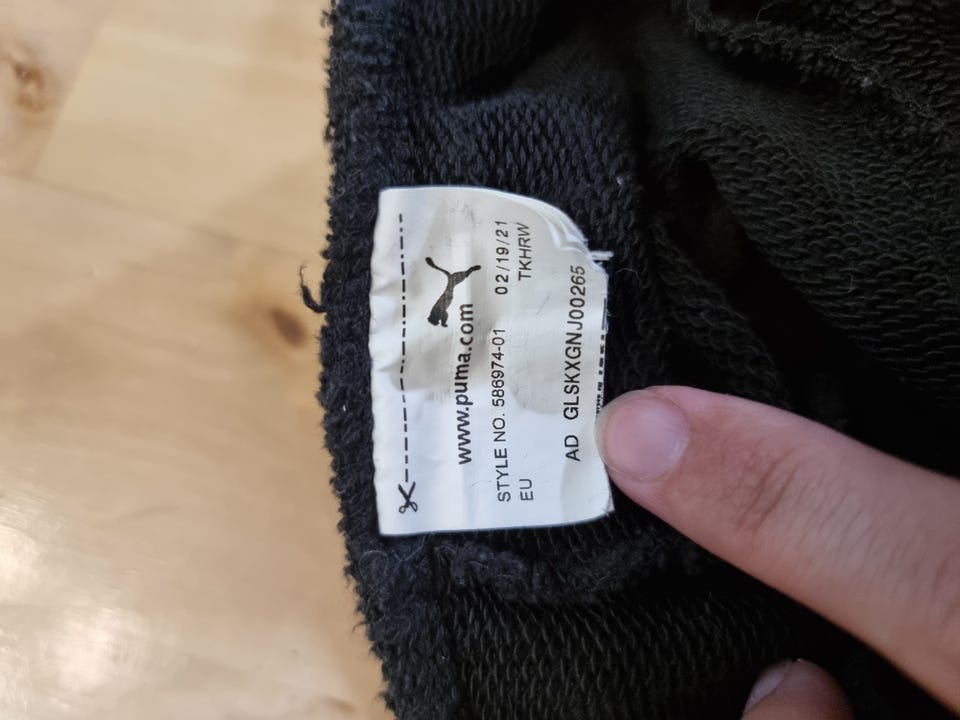 www.puma.com
STYLE NO. 586974-01 02/19/21
EU TKHRW
AD GLSKXGNJ00265